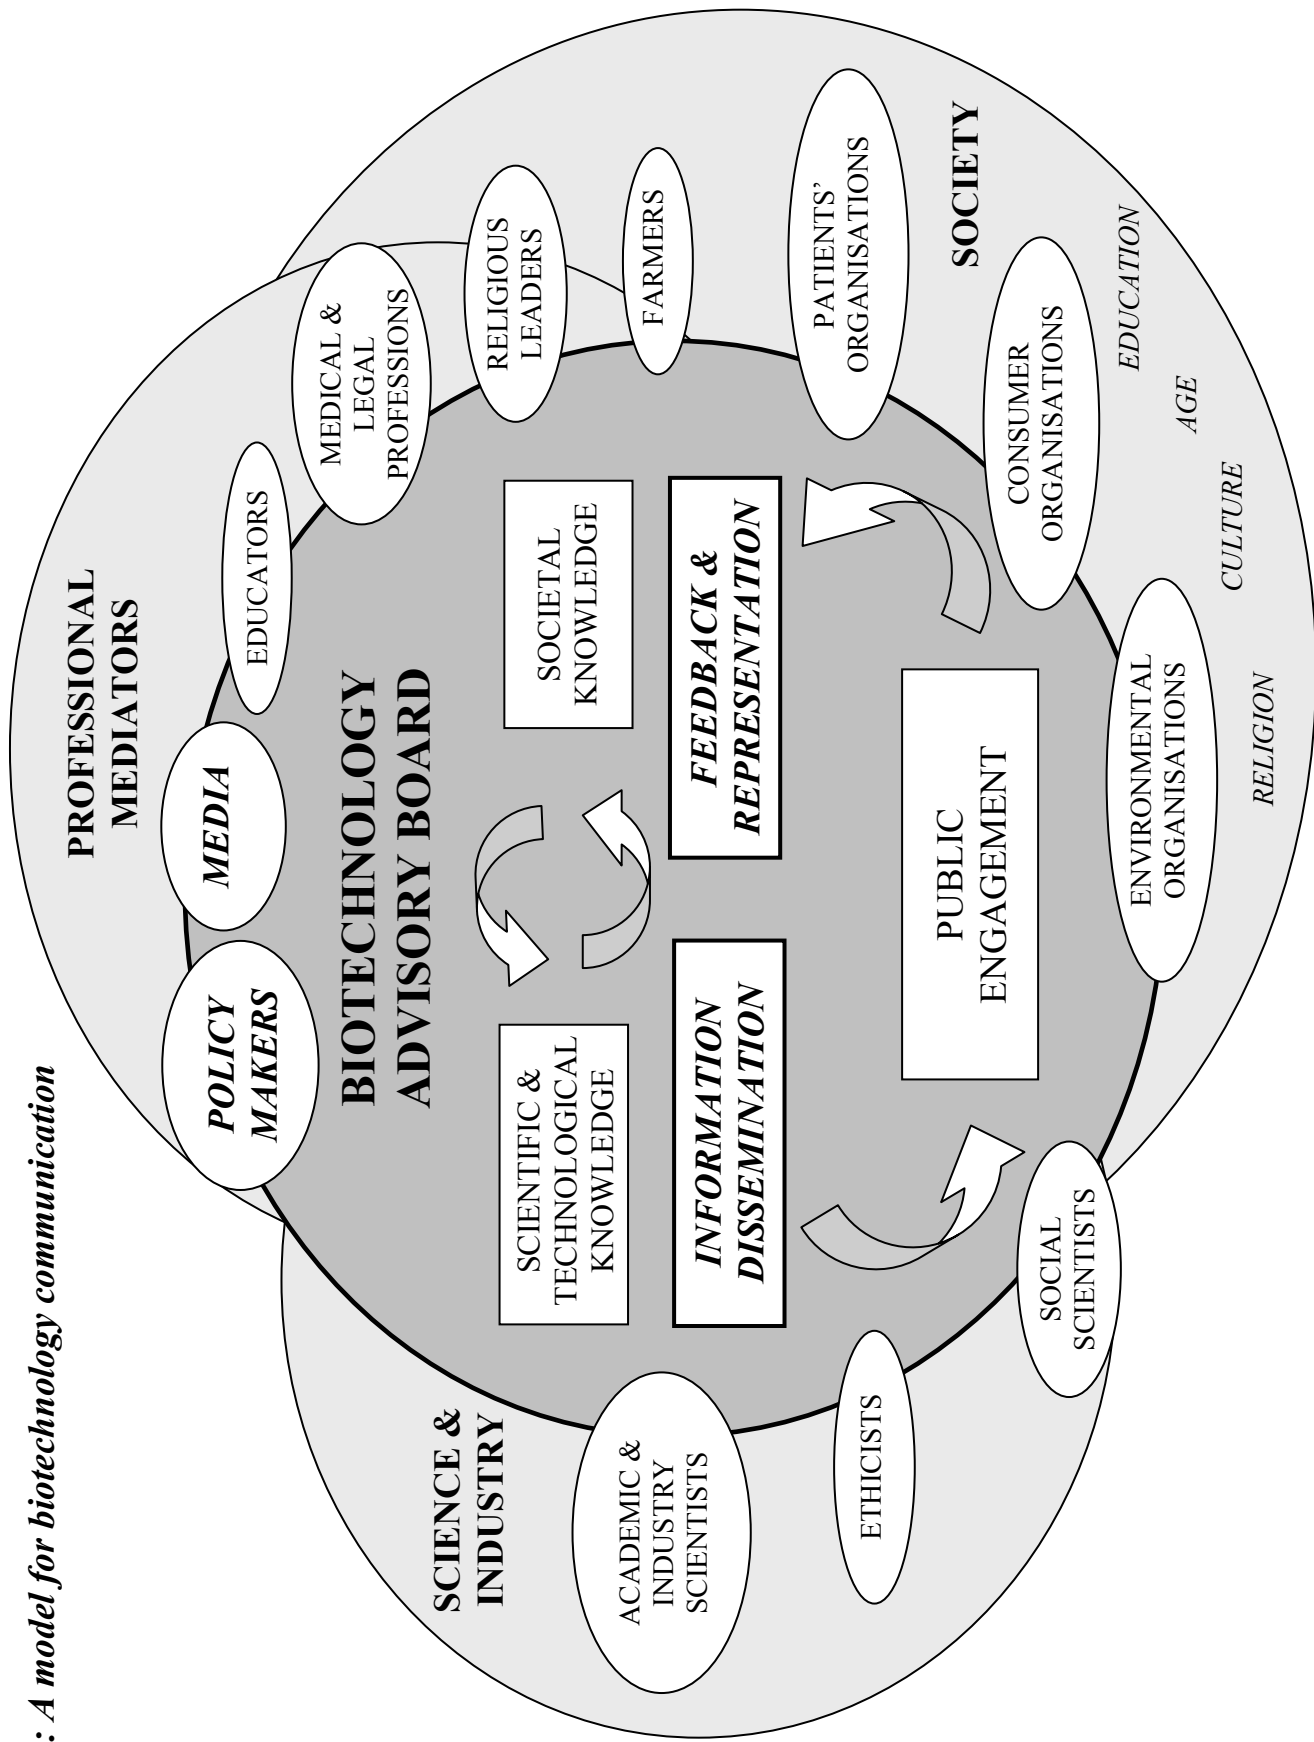 : A model for biotechnology communication
PROFESSIONAL
MEDIATORS
POLICY
MAKERS
MEDIA
EDUCATORS
MEDICAL &
LEGAL
PROFESSIONS
RELIGIOUS
LEADERS
FARMERS
BIOTECHNOLOGY
ADVISORY BOARD
SCIENCE &
INDUSTRY
SCIENTIFIC &
TECHNOLOGICAL
KNOWLEDGE
SOCIETAL
KNOWLEDGE
ACADEMIC &
INDUSTRY
SCIENTISTS
INFORMATION
DISSEMINATION
FEEDBACK &
REPRESENTATION
PATIENTS’
ORGANISATIONS
ETHICISTS
PUBLIC
ENGAGEMENT
SOCIETY
CONSUMER
ORGANISATIONS
SOCIAL
SCIENTISTS
ENVIRONMENTAL
ORGANISATIONS
EDUCATION
AGE
CULTURE
RELIGION